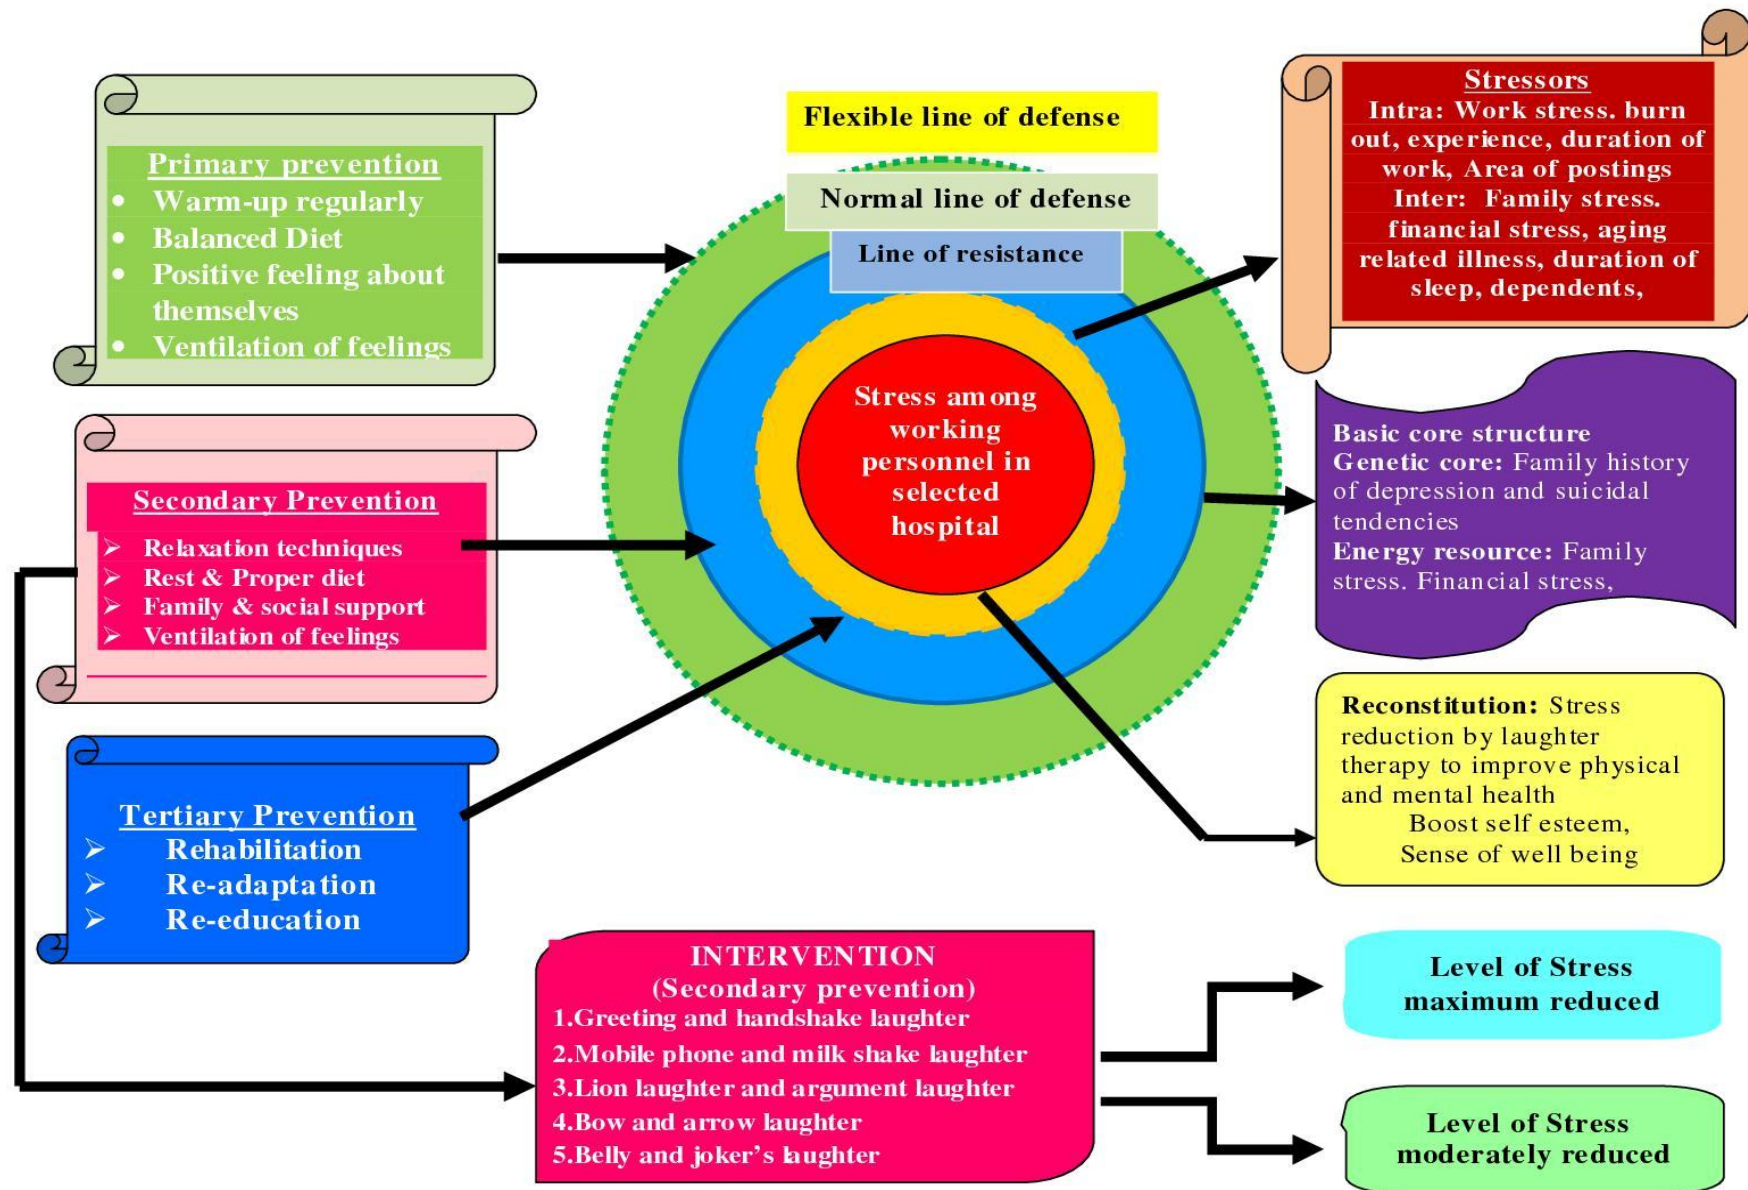 Primary prevention
• Warm-up regularly
• Balanced Diet
• Positive feeling about
themselves
• Ventilation of feelings
Secondary Prevention
➢ Relaxation techniques
➢ Rest & Proper diet
➢ Family & social support
➢ Ventilation of feelings
Tertiary Prevention
➢ Rehabilitation
➢ Re-adaptation
➢ Re-education
Flexible line of defense
Normal line of defense
Line of resistance
Stress among
working
personnel in
selected
hospital
Stressors
Intra: Work stress. burn
out, experience, duration of
work, Area of postings
Inter: Family stress.
financial stress, aging
related illness, duration of
sleep, dependents,
Basic core structure
Genetic core: Family history
of depression and suicidal
tendencies
Energy resource: Family
stress. Financial stress,
Reconstitution: Stress
reduction by laughter
therapy to improve physical
and mental health
Boost self esteem,
Sense of well being
INTERVENTION
(Secondary prevention)
1.Greeting and handshake laughter
2.Mobile phone and milk shake laughter
3.Lion laughter and argument laughter
4.Bow and arrow laughter
5.Belly and joker's laughter
Level of Stress
maximum reduced
Level of Stress
moderately reduced